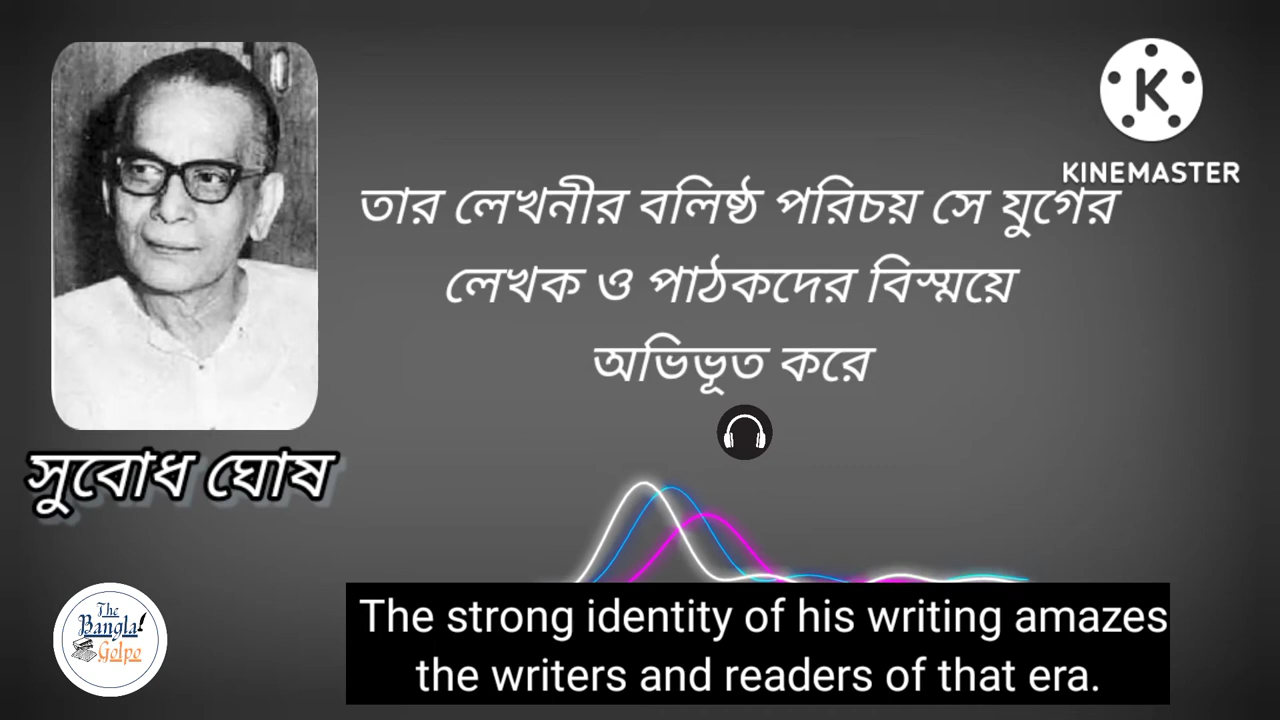 KINEMASTER
তার লেখনীর বলিষ্ঠ পরিচয় সে যুগের
লেখক ও পাঠকদের বিস্ময়ে
অভিভূত করে
সুবোধ ঘোষ
The
Bangla!
Golpo
The strong identity of his writing amazes
the writers and readers of that era.